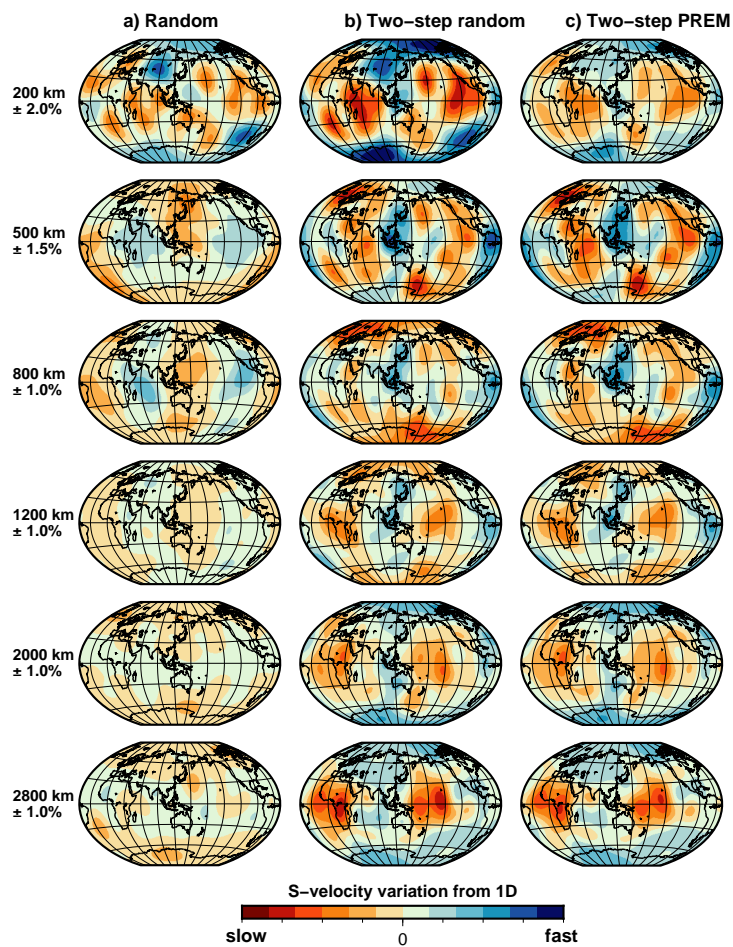 a) Random b) Two−step random c) Two−step PREM
200 km
± 2.0%
500 km
± 1.5%
800 km
± 1.0%
1200 km
± 1.0%
2000 km
± 1.0%
2800 km
± 1.0%
S−velocity variation from 1D
slow 0 fast